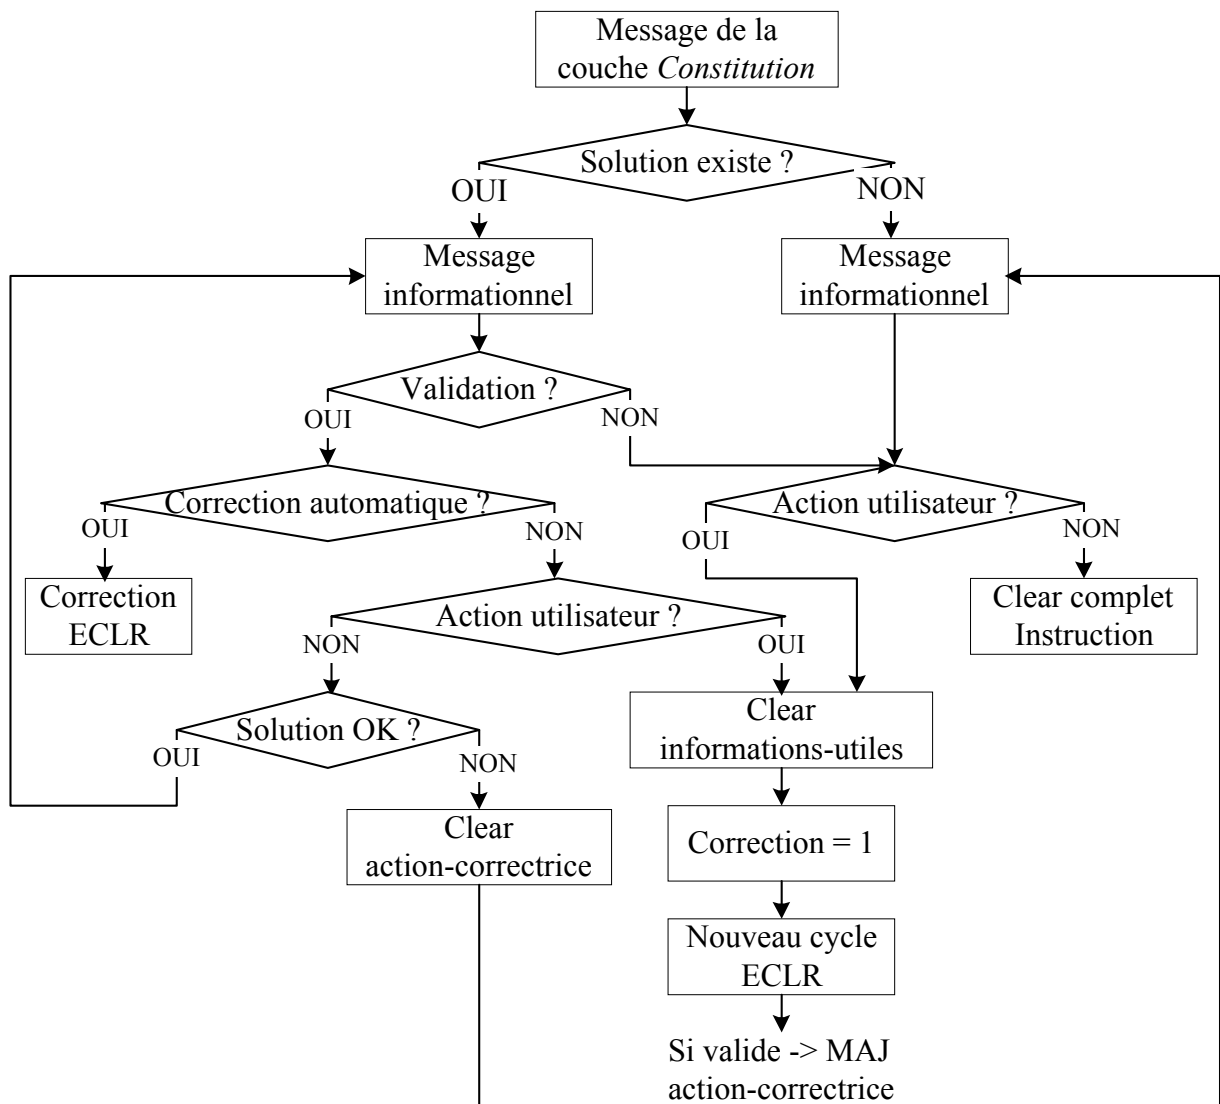 Message de la
couche Constitution
Solution existe ?
OUI
NON
Message
informationnel
Message
informationnel
Validation ?
OUI
NON
Correction automatique ?
Action utilisateur ?
OUI
NON
OUI
NON
Correction
ECLR
Action utilisateur ?
Clear complet
Instruction
NON
OUI
Solution OK ?
Clear
informations-utiles
OUI
NON
Clear
action-correctrice
Correction = 1
Nouveau cycle
ECLR
Si valide -> MAJ
action-correctrice